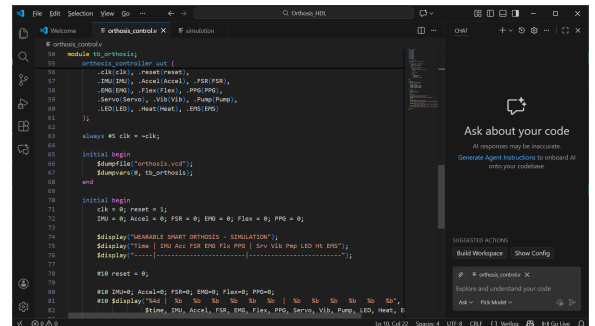 File Edit Selection View Go ··· ← → Orthosis_HDL
Welcome orthosis_control.v × simulation
orthosis_control.v
50 module tb_orthosis;
55 orthosis_controller uut (
56 .clk(clk), .reset(reset),
57 .IMU(IMU), .Accel(Accel), .FSR(FSR),
58 .EMG(EMG), .Flex(Flex), .PPG(PPG),
59 .Servo(Servo), .Vib(Vib), .Pump(Pump),
60 .LED(LED), .Heat(Heat), .EMS(EMS)
61 );
62
63 always #5 clk = ~clk;
64
65 initial begin
66 $dumpfile("orthosis.vcd");
67 $dumpvars(0, tb_orthosis);
68 end
69
70 initial begin
71 clk = 0; reset = 1;
72 IMU = 0; Accel = 0; FSR = 0; EMG = 0; Flex = 0; PPG = 0;
73
74 $display("WEARABLE SMART ORTHOSIS - SIMULATION");
75 $display("Time | IMU Acc FSR EMG Flx PPG | Srv Vib Pmp LED Ht EMS");
76
77
78 #10 reset = 0;
79
80 #10 IMU=0; Accel=0; FSR=0; EMG=0; Flex=0; PPG=0;
81 #10 $display("%4d | %b %b %b %b %b %b | %b %b %b %b %b %b",
82 $time, IMU, Accel, EMG, Flex, PPG, Servo, Vib, Pump, LED, Heat, E
CHAT
Ask about your code
AI responses may be inaccurate.
Generate Agent Instructions to onboard AI
onto your codebase.
SUGGESTED ACTIONS
Build Workspace Show Config
orthosis_control.v ×
Explore and understand your code
Ask Pick Model
0 0 Ln 10, Col 22 Spaces: 4 UTF-8 CRLF Verilog Go Live